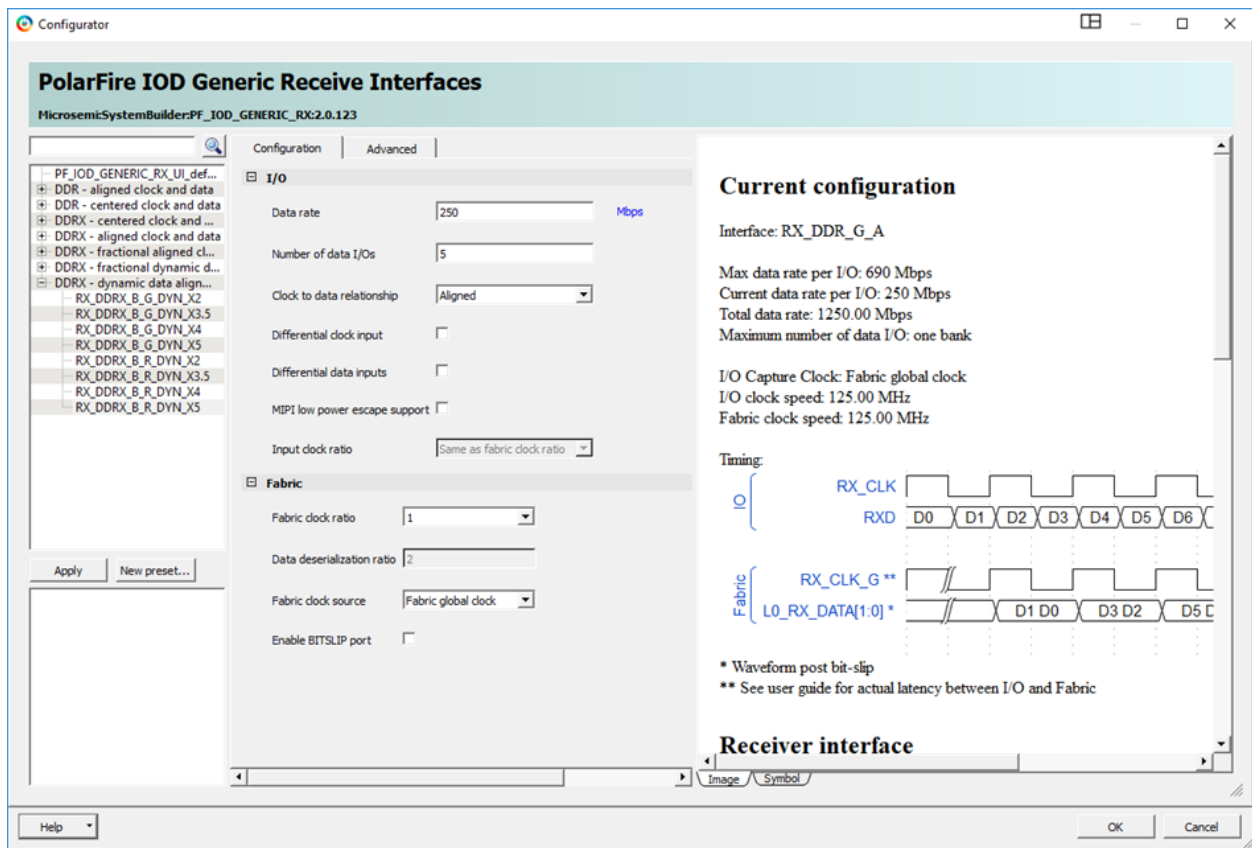 Configurator
PolarFire IOD Generic Receive Interfaces
Microsemi:SystemBuilder:PF_IOD_GENERIC_RX:2.0.123
PF_IOD_GENERIC_RX_UI_def...
DDR - aligned clock and data
DDR - centered clock and data
DDRX - centered clock and ...
DDRX - aligned clock and data
DDRX - fractional aligned cl...
DDRX - fractional dynamic d...
DDRX - dynamic data align...
RX_DDRX_B_G_DYN_X2
RX_DDRX_B_G_DYN_X3.5
RX_DDRX_B_G_DYN_X4
RX_DDRX_B_G_DYN_X5
RX_DDRX_B_R_DYN_X2
RX_DDRX_B_R_DYN_X3.5
RX_DDRX_B_R_DYN_X4
RX_DDRX_B_R_DYN_X5
Apply New preset...
Configuration Advanced
I/O
Data rate 250 Mbps
Number of data I/Os 5
Clock to data relationship Aligned
Differential clock input
Differential data inputs
MIPI low power escape support
Input clock ratio Same as fabric clock ratio
Fabric
Fabric clock ratio 1
Data deserialization ratio 2
Fabric clock source Fabric global clock
Enable BITSLIP port
Current configuration
Interface: RX_DDR_G_A
Max data rate per I/O: 690 Mbps
Current data rate per I/O: 250 Mbps
Total data rate: 1250.00 Mbps
Maximum number of data I/O: one bank
I/O Capture Clock: Fabric global clock
I/O clock speed: 125.00 MHz
Fabric clock speed: 125.00 MHz
Timing:
IO
RX_CLK
RXD D0 D1 D2 D3 D4 D5 D6
Fabric
RX_CLK_G **
L0_RX_DATA[1:0] * D1 D0 D3 D2 D5 D
* Waveform post bit-slip
** See user guide for actual latency between I/O and Fabric
Receiver interface
Image Symbol
Help OK Cancel